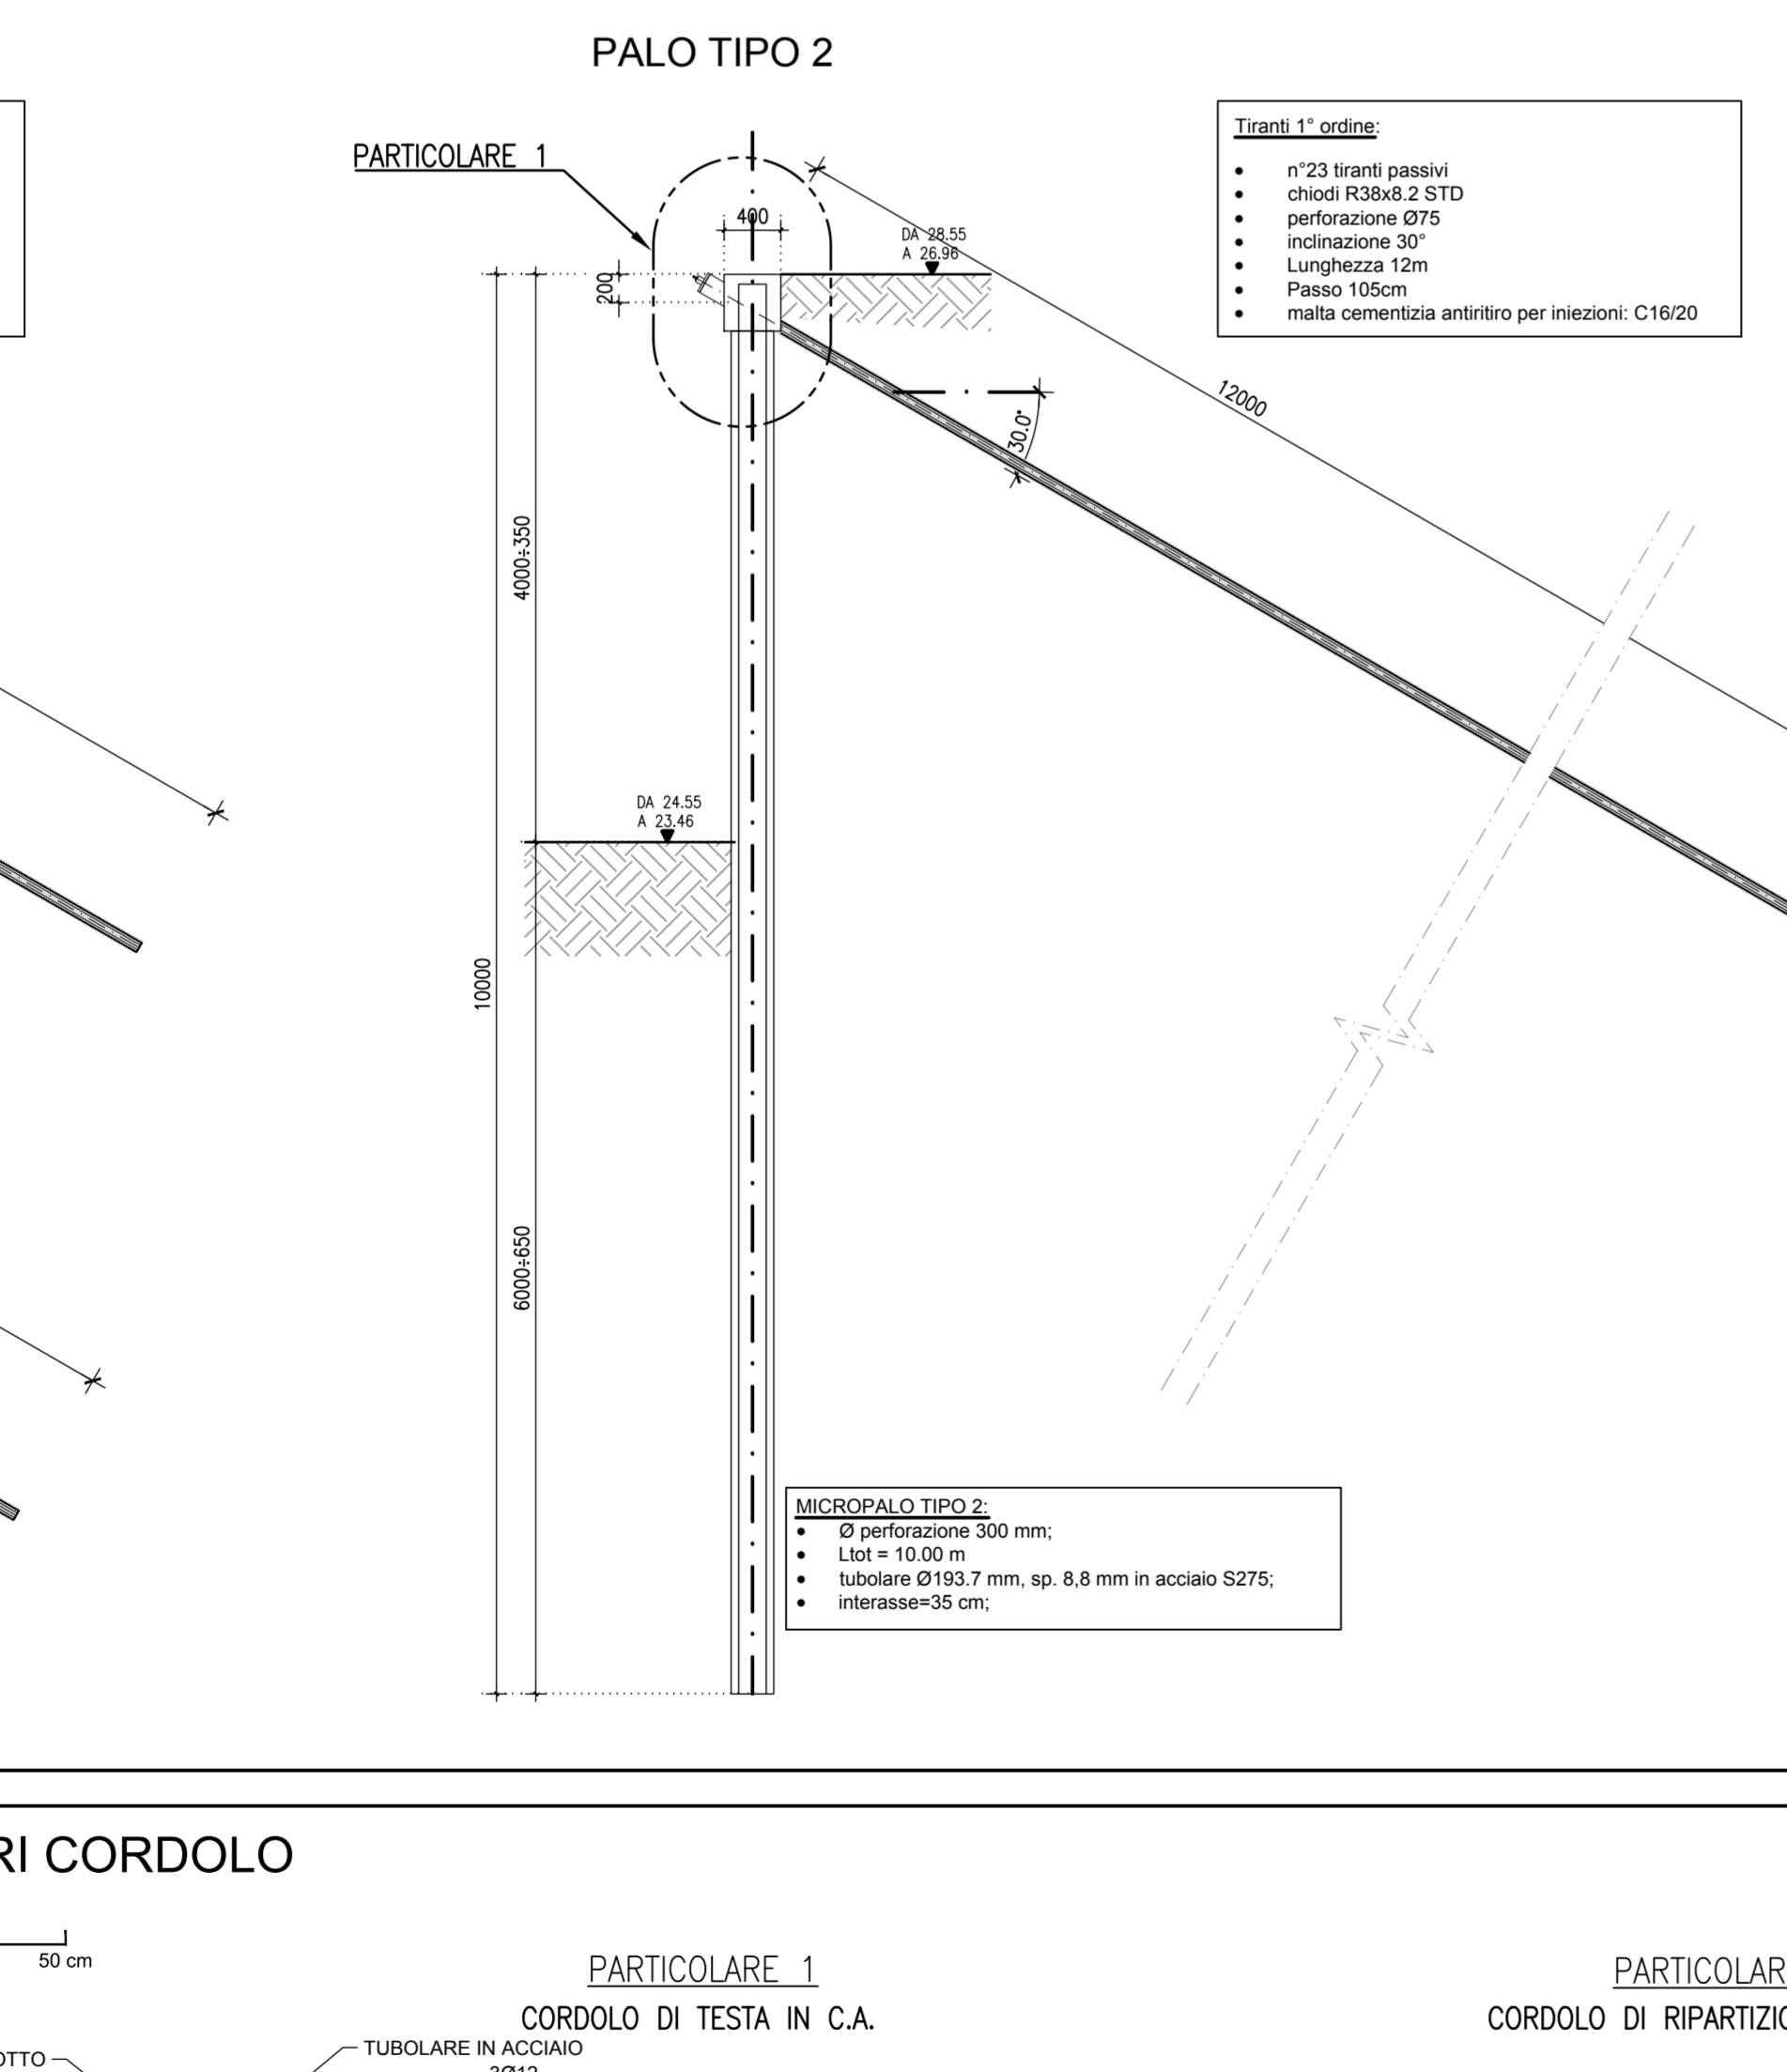 PALO TIPO 2
PARTICOLARE 1
Tiranti 1° ordine:
• n°23 tiranti passivi
• chiodi R38x8.2 STD
• perforazione Ø75
• inclinazione 30°
• Lunghezza 12m
• Passo 105cm
• malta cementizia antiritiro per iniezioni: C16/20
400
DA 28.55
A 26.96
200
12000
30.0°
4000÷350
DA 24.55
A 23.46
10000
6000÷650
MICROPALO TIPO 2:
• Ø perforazione 300 mm;
• Ltot = 10.00 m
• tubolare Ø193.7 mm, sp. 8,8 mm in acciaio S275;
• interasse=35 cm;
RI CORDOLO
50 cm
PARTICOLARE 1
CORDOLO DI TESTA IN C.A.
PARTICOLAR
CORDOLO DI RIPARTIZIO
OTTO
TUBOLARE IN ACCIAIO
3Ø12